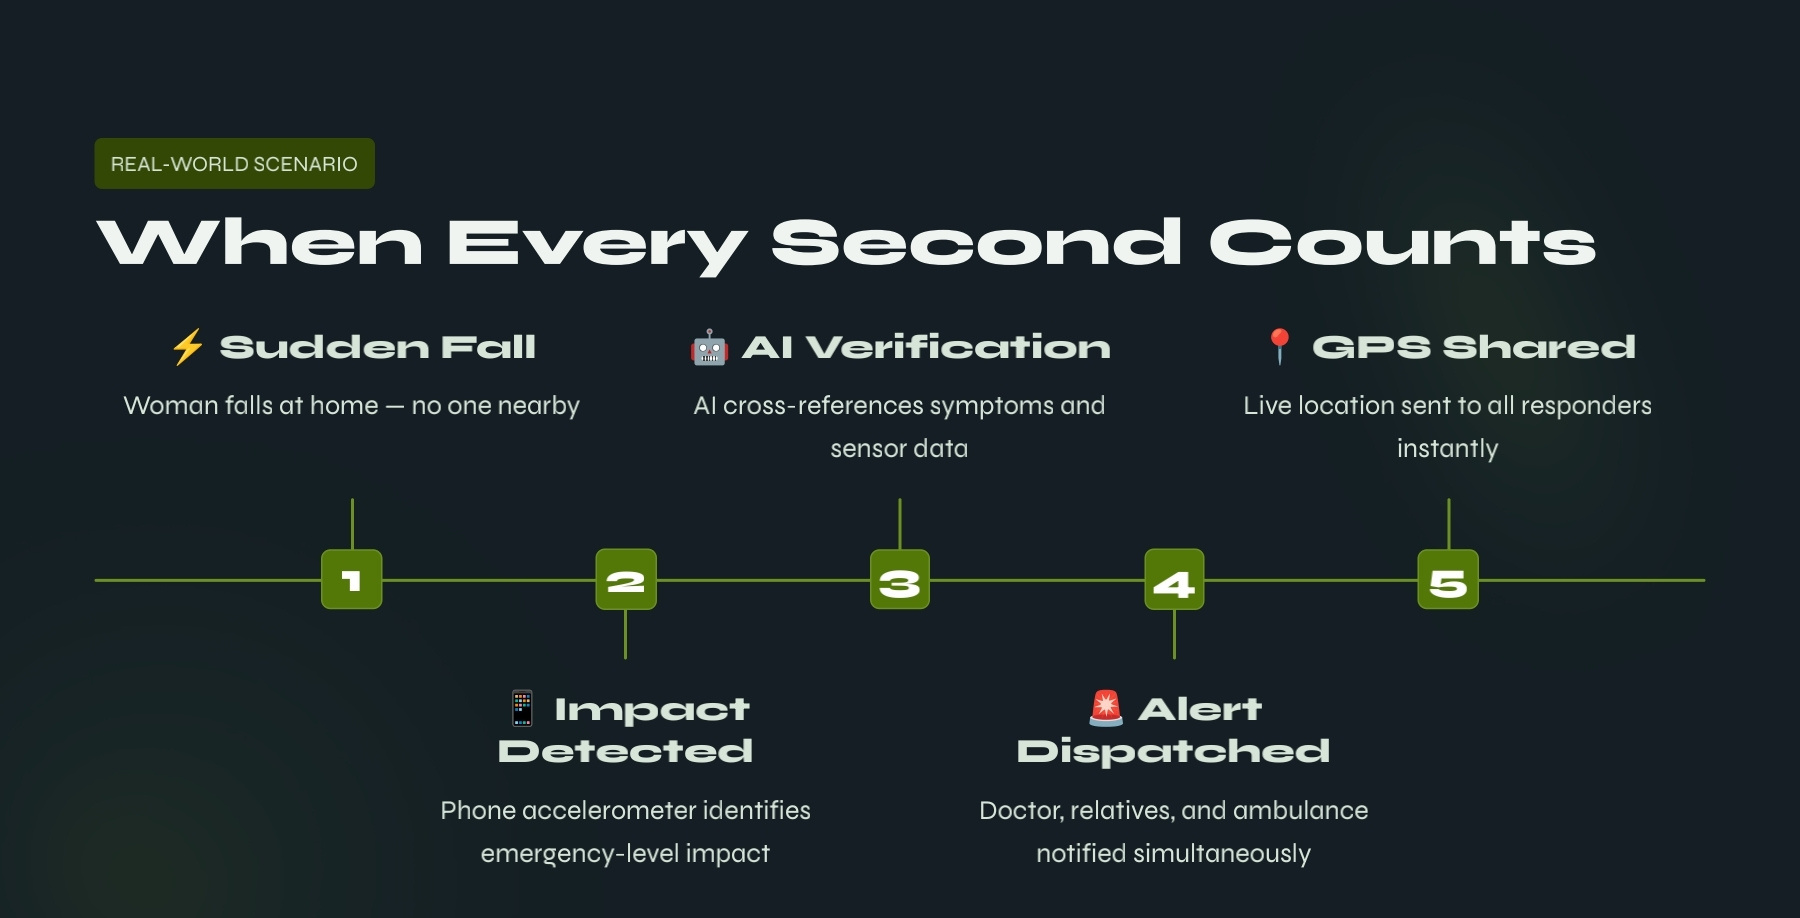 REAL-WORLD SCENARIO
When Every Second Counts
⚡ Sudden Fall
Woman falls at home — no one nearby
🤖 AI Verification
AI cross-references symptoms and
sensor data
📍 GPS Shared
Live location sent to all responders
instantly
1
2
3
4
5
📱 Impact
Detected
Phone accelerometer identifies
emergency-level impact
🚨 Alert
Dispatched
Doctor, relatives, and ambulance
notified simultaneously